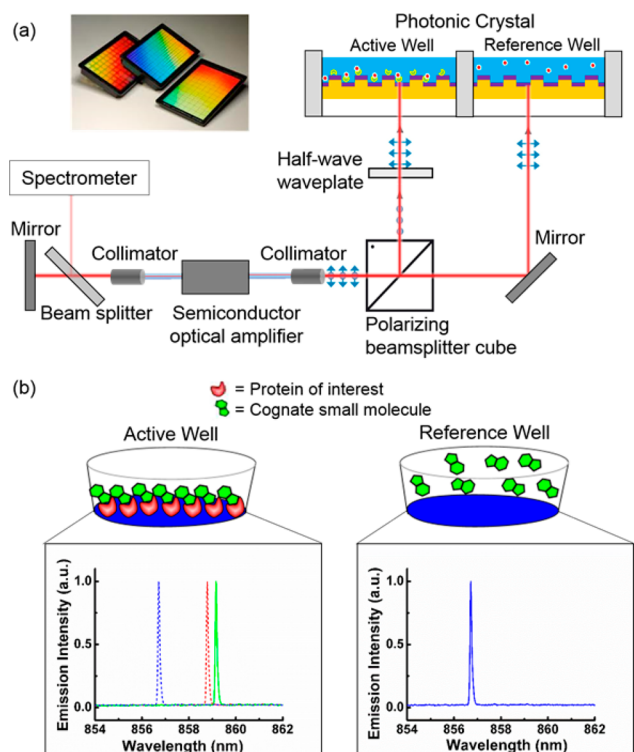 (a)
Photonic Crystal
Active Well
Reference Well
Half-wave
waveplate
Spectrometer
Mirror
Collimator
Collimator
Mirror
Beam splitter
Semiconductor
optical amplifier
Polarizing
beamsplitter cube
(b)
= Protein of interest
= Cognate small molecule
Active Well
Reference Well
Emission Intensity (a.u.)
1.0
0.5
0.0
854 856 858 860 862
Wavelength (nm)
Emission Intensity (a.u.)
1.0
0.5
0.0
854 856 858 860 862
Wavelength (nm)